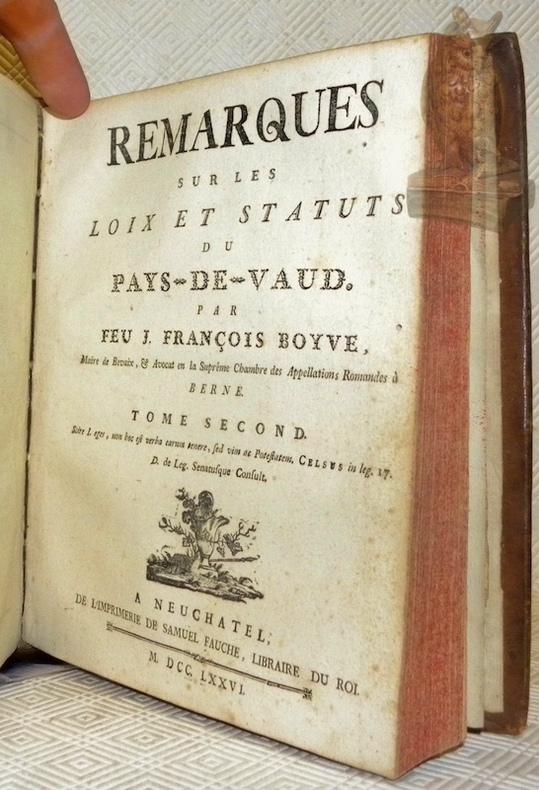 REMARQUES
SUR LES
LOIX ET STATUTS
DU
PAYS-DE-VAUD.
PAR
FEU J. FRANÇOIS BOYVE,
Maire de Bevaix, & Avocat en la Suprême Chambre des Appellations Romandes à
BERNE.
TOME SECOND.
Scire Leges, non hoc est verba earum tenere, sed vim ac Potestatem. CELSUS in leg. 17.
D. de Leg. Senatusque Consult.
A NEUCHATEL,
DE L'IMPRIMERIE DE SAMUEL FAUCHE, LIBRAIRE DU ROI.
M. DCC. LXXVI.